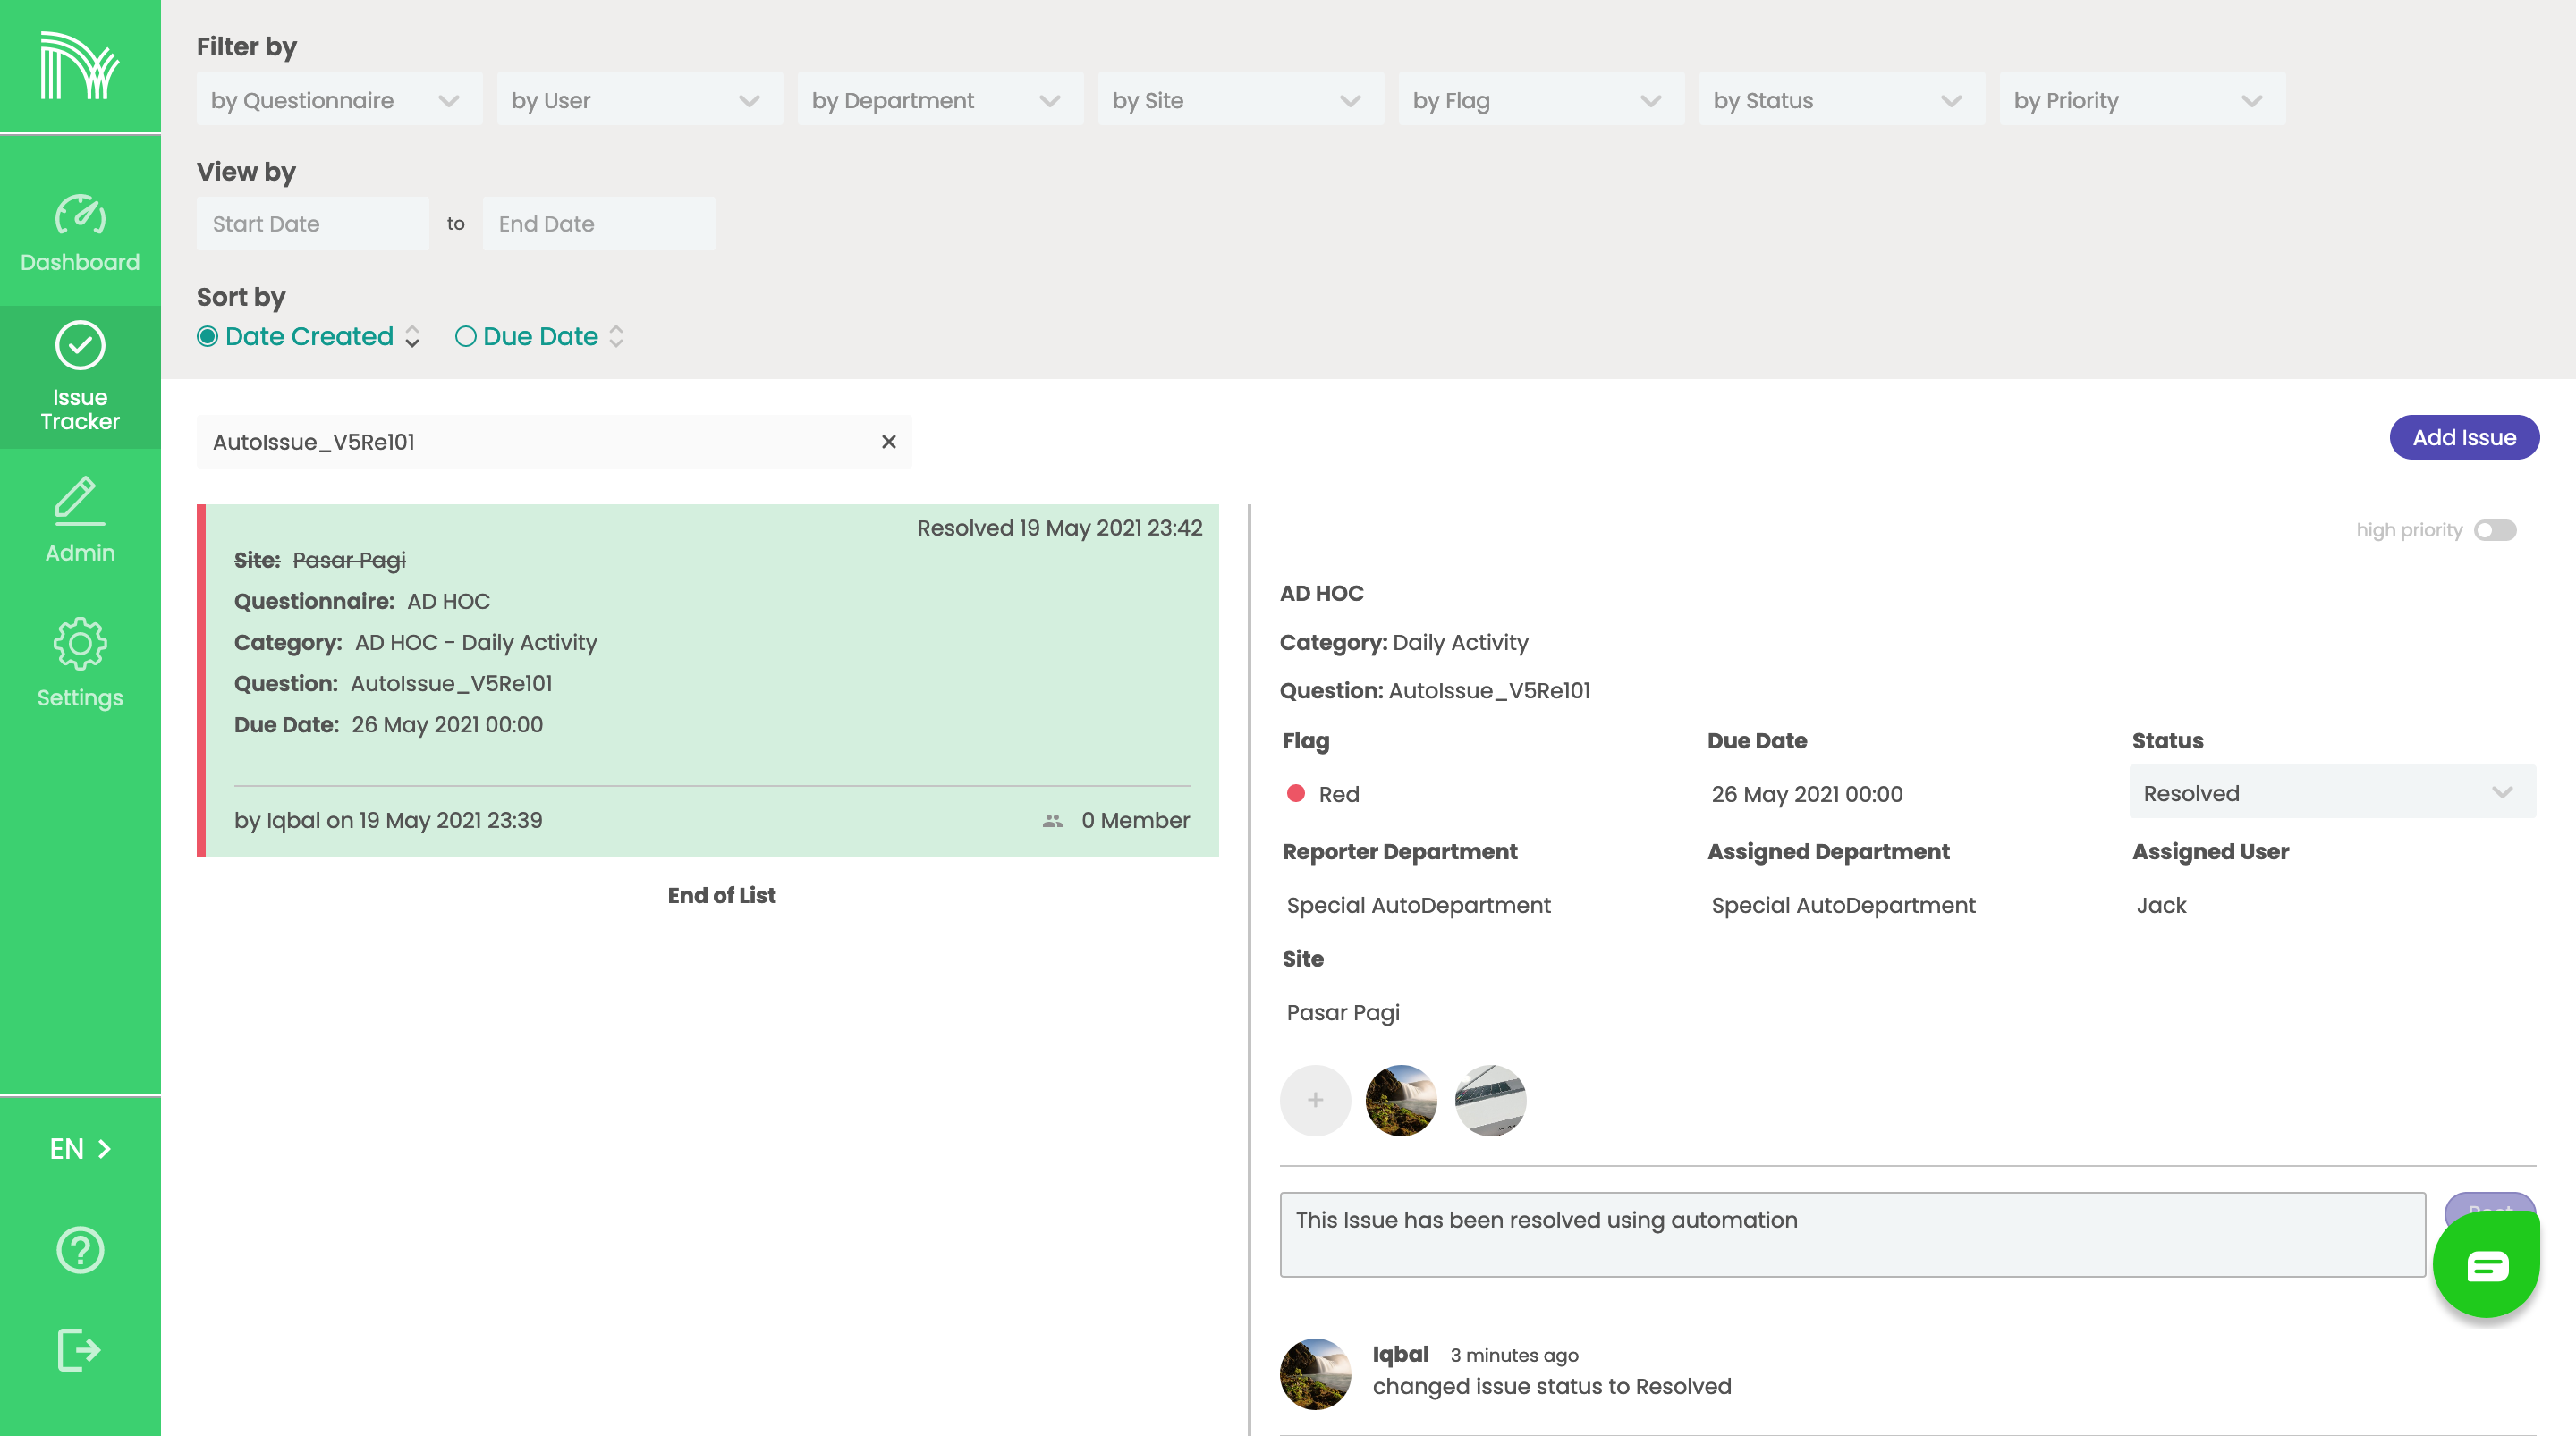 Filter by
by Questionnaire
by User
by Department
by Site
by Flag
by Status
by Priority
View by
Start Date
to
End Date
Sort by
Date Created
Due Date
Dashboard
Issue
Tracker
Admin
Settings
EN
AutoIssue_V5Re101
Add Issue
Resolved 19 May 2021 23:42
Site: Pasar Pagi
Questionnaire: AD HOC
Category: AD HOC - Daily Activity
Question: AutoIssue_V5Re101
Due Date: 26 May 2021 00:00
by Iqbal on 19 May 2021 23:39
0 Member
End of List
high priority
AD HOC
Category: Daily Activity
Question: AutoIssue_V5Re101
Flag
Due Date
Status
Red
26 May 2021 00:00
Resolved
Reporter Department
Assigned Department
Assigned User
Special AutoDepartment
Special AutoDepartment
Jack
Site
Pasar Pagi
This Issue has been resolved using automation
Iqbal 3 minutes ago
changed issue status to Resolved